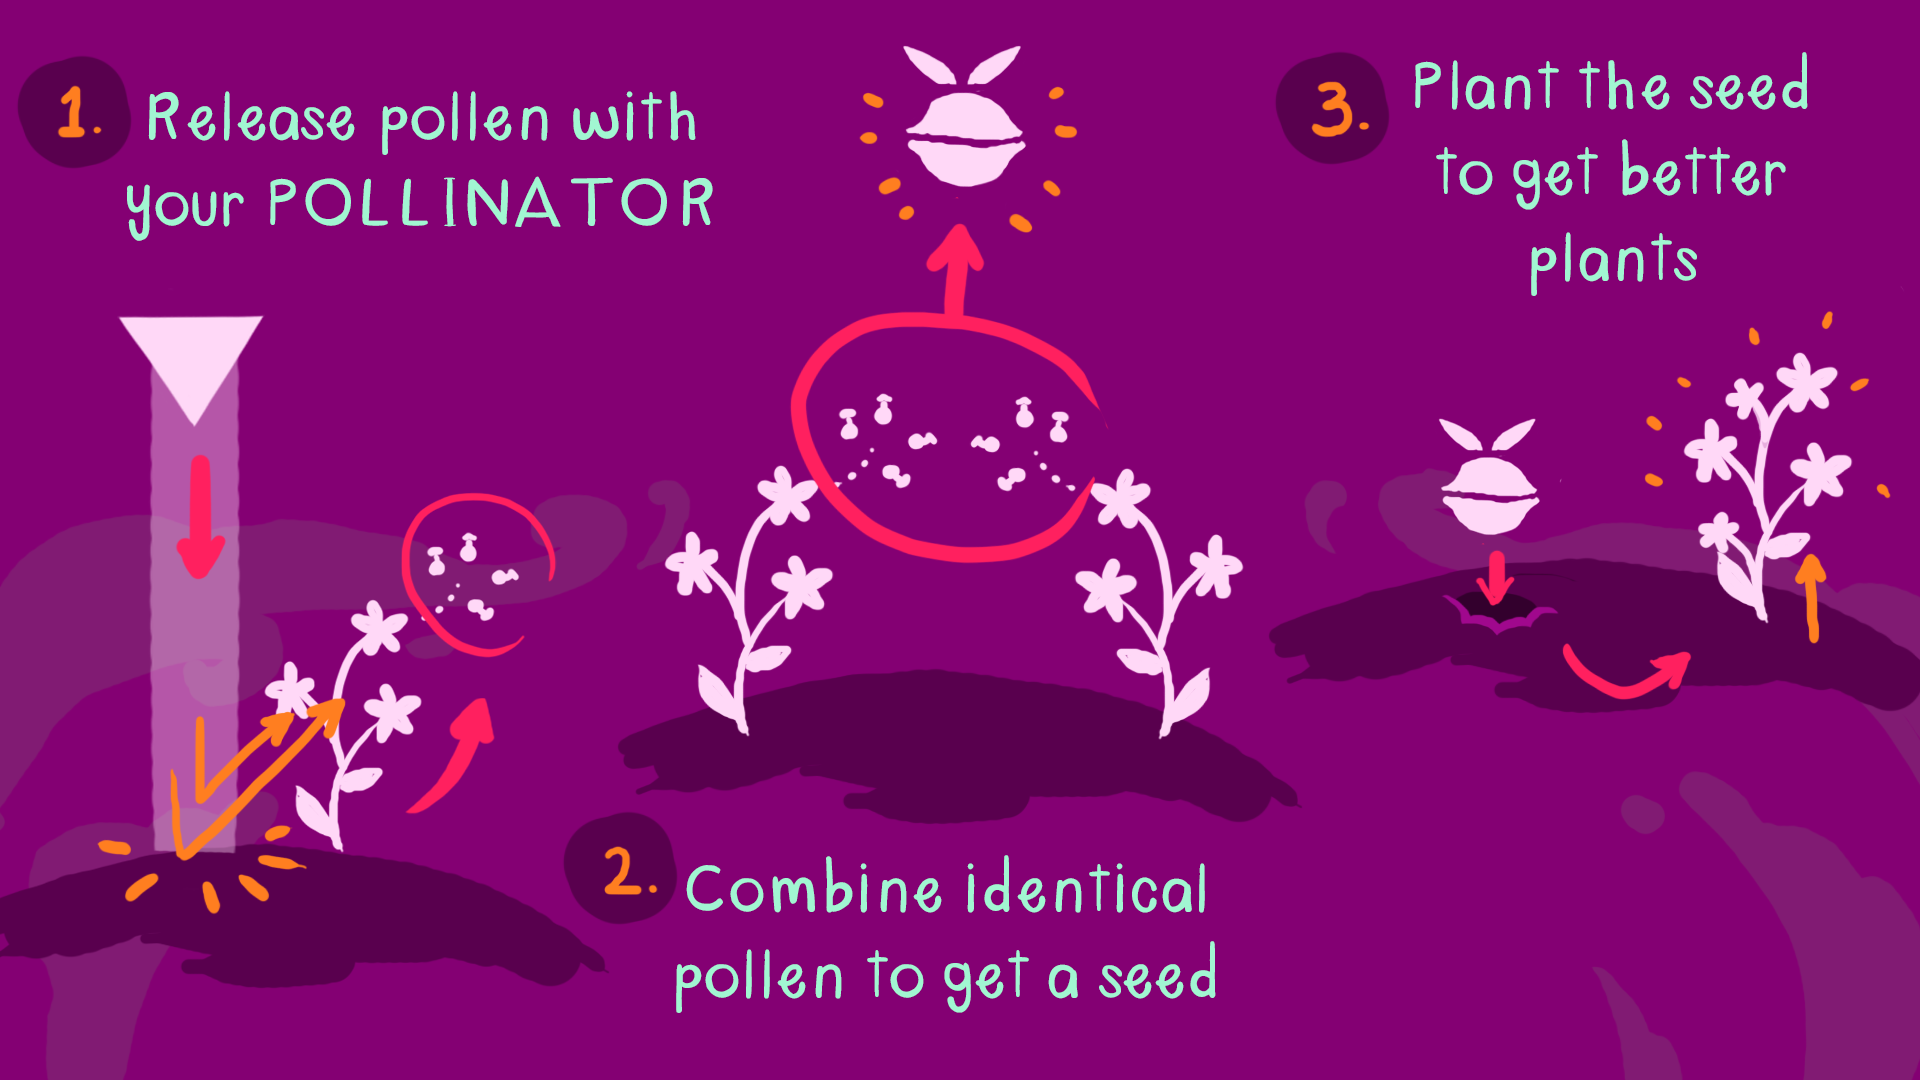 1. Release pollen with
your POLLINATOR
2. Combine identical
pollen to get a seed
3. Plant the seed
to get better
plants